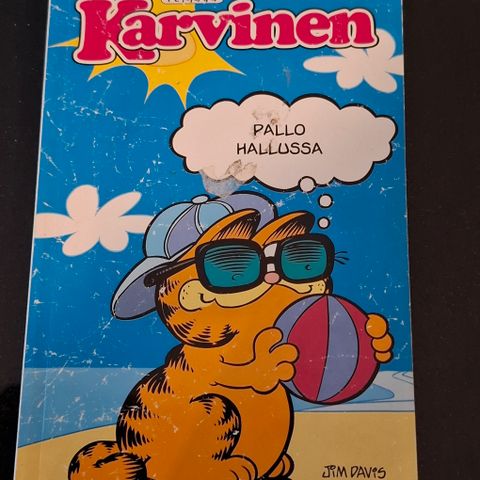 Karvinen
PALLO
HALLUSSA
JIM DAVIS